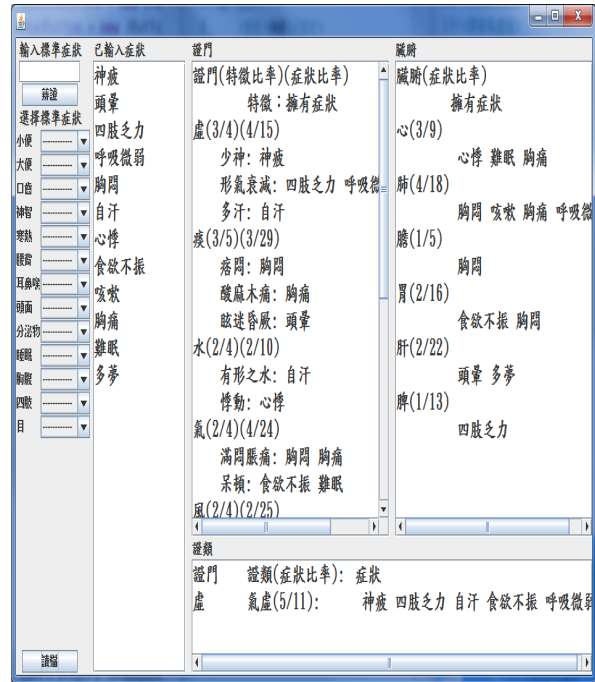 輸入標準症狀
辨證
選擇標準症狀
小便
大便
口齒
神智
寒熱
腰背
耳鼻喉
頭面
分泌物
睡眠
胸腹
四肢
目
已輸入症狀
神疲
頭暈
四肢乏力
呼吸微弱
胸悶
自汗
心悸
食欲不振
咳嗽
胸痛
難眠
多夢
證門
證門(特徵比率)(症狀比率)
特徵：擁有症狀
虛(3/4)(4/15)
少神: 神疲
形氣衰減: 四肢乏力 呼吸微
多汗: 自汗
痰(3/5)(3/29)
痞悶: 胸悶
酸麻木痛: 胸痛
眩迷昏厥: 頭暈
水(2/4)(2/10)
有形之水: 自汗
悸動: 心悸
氣(2/4)(4/24)
滿悶脹痛: 胸悶 胸痛
呆頓: 食欲不振 難眠
風(2/4)(2/25)
臟腑
臟腑(症狀比率)
擁有症狀
心(3/9)
心悸 難眠 胸痛
肺(4/18)
胸悶 咳嗽 胸痛 呼吸微
膽(1/5)
胸悶
胃(2/16)
食欲不振 胸悶
肝(2/22)
頭暈 多夢
脾(1/13)
四肢乏力
證類
證門 證類(症狀比率): 症狀
虛 氣虛(5/11): 神疲 四肢乏力 自汗 食欲不振 呼吸微弱